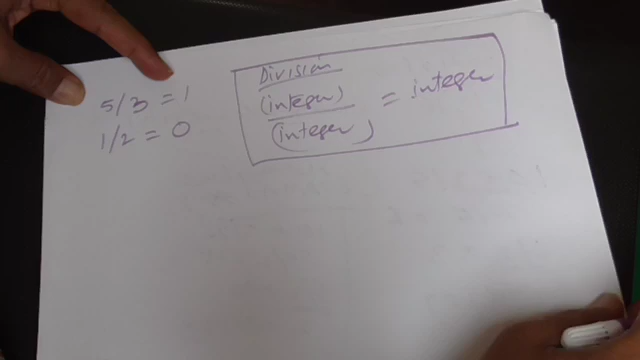 5/3 = 1
1/2 = 0
Division
(integer)
(integer)
= integer